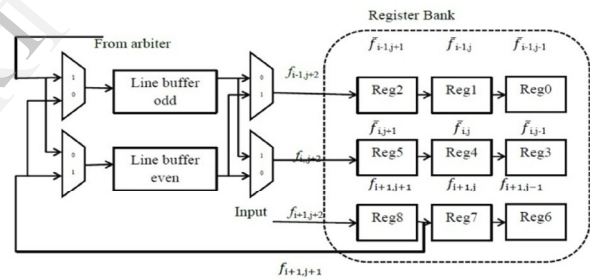 Register Bank
From arbiter
f̄i-1,j+1 f̄i-1,j f̄i-1,j-1
1
0
Line buffer
odd
0
1
fi-1,j+2
Reg2 Reg1 Reg0
f̄i,j+1 f̄i,j f̄i,j-1
0
1
Line buffer
even
1
0
fi,j+2
Reg5 Reg4 Reg3
fi+1,j+1 fi+1,j fi+1,j-1
Input fi+1,j+2
Reg8 Reg7 Reg6
fi+1,j+1